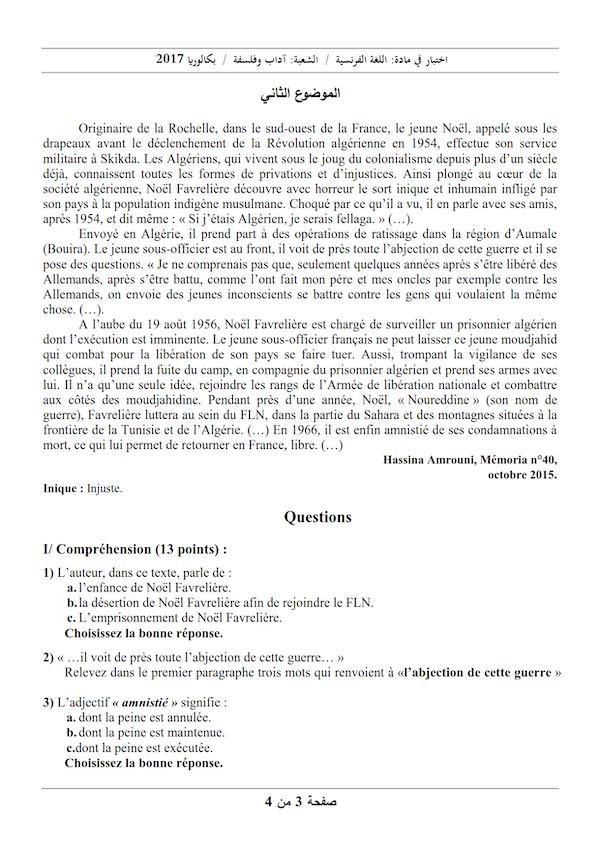 اختبار في مادة: اللغة الفرنسية / الشعبة: آداب وفلسفة / بكالوريا 2017
الموضوع الثاني
Originaire de la Rochelle, dans le sud-ouest de la France, le jeune Noël, appelé sous les
drapeaux avant le déclenchement de la Révolution algérienne en 1954, effectue son service
militaire à Skikda. Les Algériens, qui vivent sous le joug du colonialisme depuis plus d'un siècle
déjà, connaissent toutes les formes de privations et d'injustices. Ainsi plongé au cœur de la
société algérienne, Noël Favrelière découvre avec horreur le sort inique et inhumain infligé par
son pays à la population indigène musulmane. Choqué par ce qu'il a vu, il en parle avec ses amis,
après 1954, et dit même : « Si j'étais Algérien, je serais fellaga. » (…).
Envoyé en Algérie, il prend part à des opérations de ratissage dans la région d'Aumale
(Bouira). Le jeune sous-officier est au front, il voit de près toute l'abjection de cette guerre et il se
pose des questions. « Je ne comprenais pas que, seulement quelques années après s'être libéré des
Allemands, après s'être battu, comme l'ont fait mon père et mes oncles par exemple contre les
Allemands, on envoie des jeunes inconscients se battre contre les gens qui voulaient la même
chose. (…).
A l'aube du 19 août 1956, Noël Favrelière est chargé de surveiller un prisonnier algérien
dont l'exécution est imminente. Le jeune sous-officier français ne peut laisser ce jeune moudjahid
qui combat pour la libération de son pays se faire tuer. Aussi, trompant la vigilance de ses
collègues, il prend la fuite du camp, en compagnie du prisonnier algérien et prend ses armes avec
lui. Il n'a qu'une seule idée, rejoindre les rangs de l'Armée de libération nationale et combattre
aux côtés des moudjahidine. Pendant près d'une année, Noël, « Noureddine » (son nom de
guerre), Favrelière luttera au sein du FLN, dans la partie du Sahara et des montagnes situées à la
frontière de la Tunisie et de l'Algérie. (…) En 1966, il est enfin amnistié de ses condamnations à
mort, ce qui lui permet de retourner en France, libre. (…)
Hassina Amrouni, Mémoria n°40,
octobre 2015.
Inique : Injuste.
Questions
I/ Compréhension (13 points) :
1) L'auteur, dans ce texte, parle de :
a. l'enfance de Noël Favrelière.
b. la désertion de Noël Favrelière afin de rejoindre le FLN.
c. L'emprisonnement de Noël Favrelière.
Choisissez la bonne réponse.
2) « …il voit de près toute l'abjection de cette guerre… »
Relevez dans le premier paragraphe trois mots qui renvoient à «l'abjection de cette guerre »
3) L'adjectif « amnistié » signifie :
a. dont la peine est annulée.
b. dont la peine est maintenue.
c.dont la peine est exécutée.
Choisissez la bonne réponse.
صفحة 3 من 4